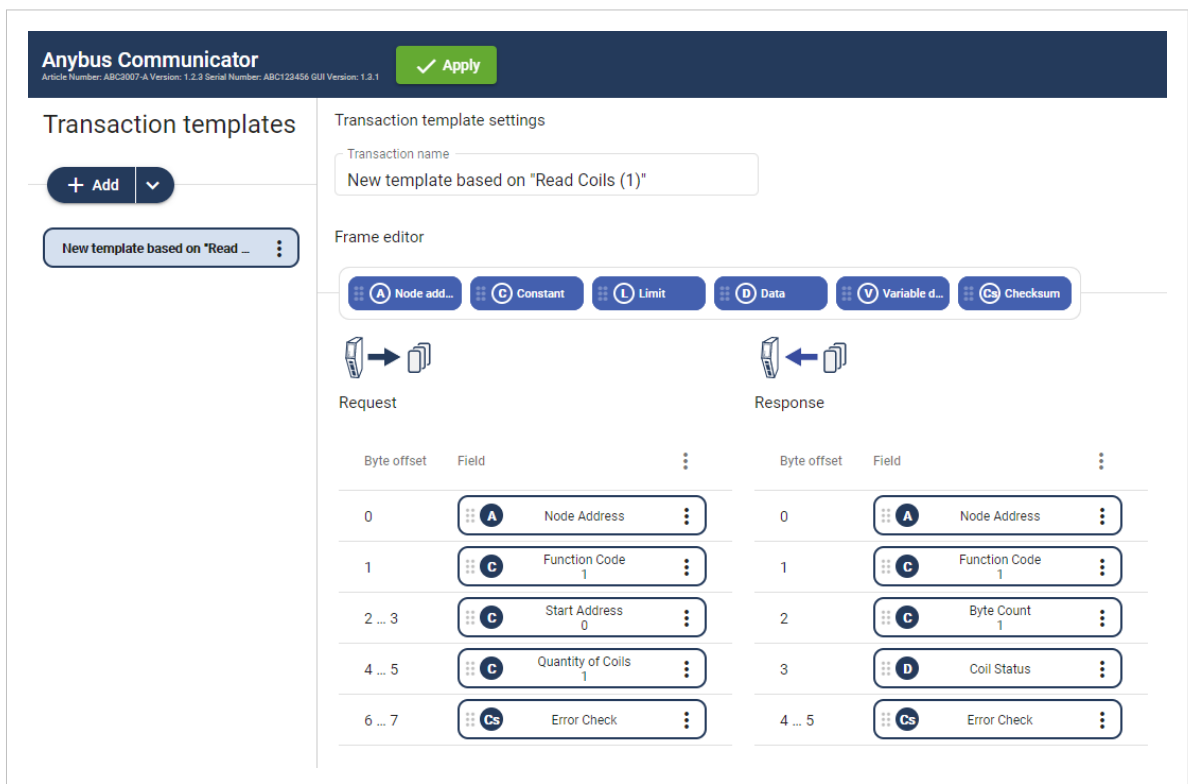 Anybus Communicator
Article Number: ABC3007-A Version: 1.2.3 Serial Number: ABC123456 GUI Version: 1.3.1
Apply
Transaction templates
Add
New template based on "Read ...
Transaction template settings
Transaction name
New template based on "Read Coils (1)"
Frame editor
A Node add... C Constant L Limit D Data V Variable d... Cs Checksum
Request
Byte offset Field
0 A Node Address
1 C Function Code
1
2 ... 3 C Start Address
0
4 ... 5 C Quantity of Coils
1
6 ... 7 Cs Error Check
Response
Byte offset Field
0 A Node Address
1 C Function Code
1
2 C Byte Count
1
3 D Coil Status
4 ... 5 Cs Error Check